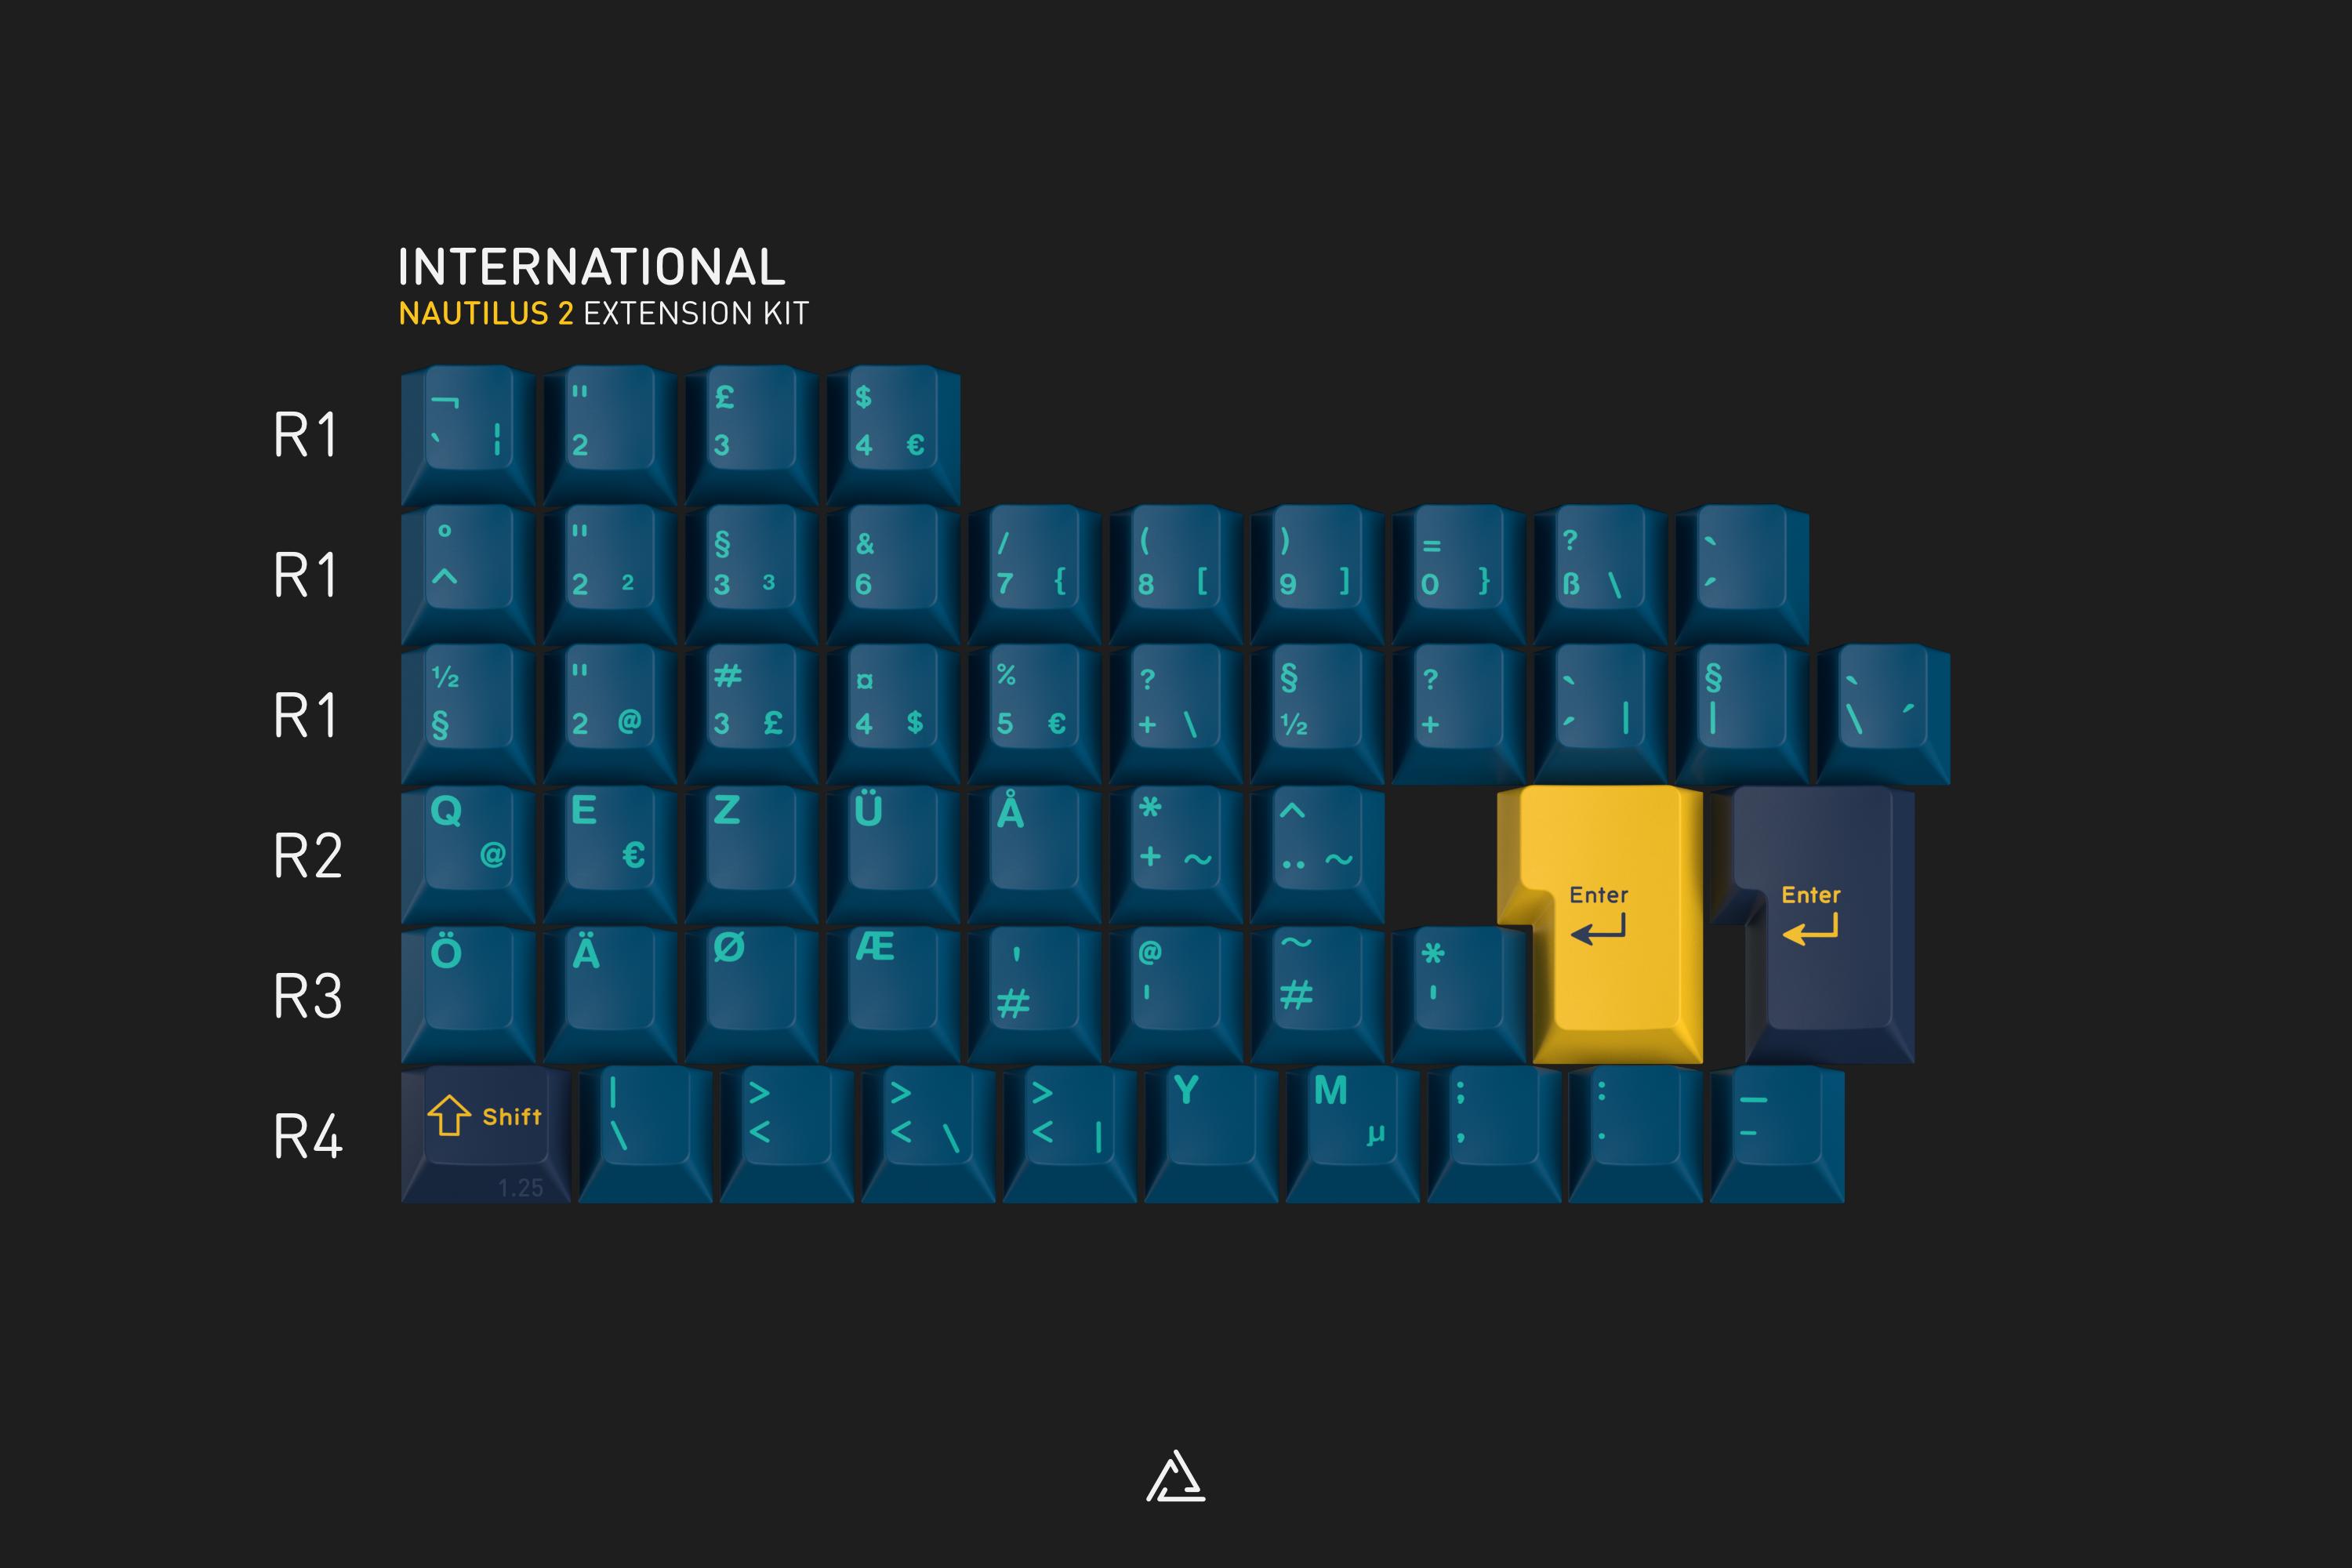 INTERNATIONAL
NAUTILUS 2 EXTENSION KIT
R1
¬ " £ $
` ¦ 2 3 4 €
R1
° " § & / ( ) = ? `
^ 2 ² 3 ³ 6 7 { 8 [ 9 ] 0 } ß \ ´
R1
½ " # ¤ % ? § ? ` § `
§ 2 @ 3 £ 4 $ 5 € + \ ½ + ´ | | \ ´
R2
Q E Z Ü Å * ^
@ € + ~ ¨ ~
Enter Enter
R3
Ö Ä Ø Æ ' @ ~ *
# ' # '
R4
Shift | > > > Y M ; : —
\ < < \ < | µ , . -
1.25